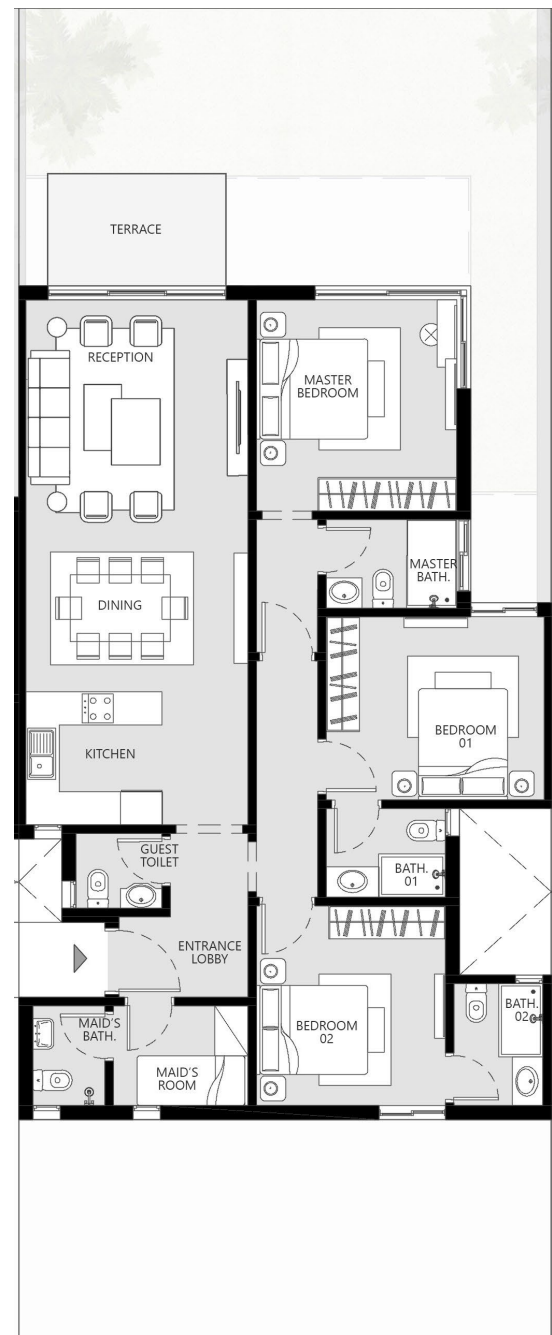 TERRACE
RECEPTION
MASTER
BEDROOM
MASTER
BATH.
DINING
BEDROOM
01
KITCHEN
GUEST
TOILET
BATH.
01
ENTRANCE
LOBBY
MAID'S
BATH.
BEDROOM
02
BATH.
02
MAID'S
ROOM